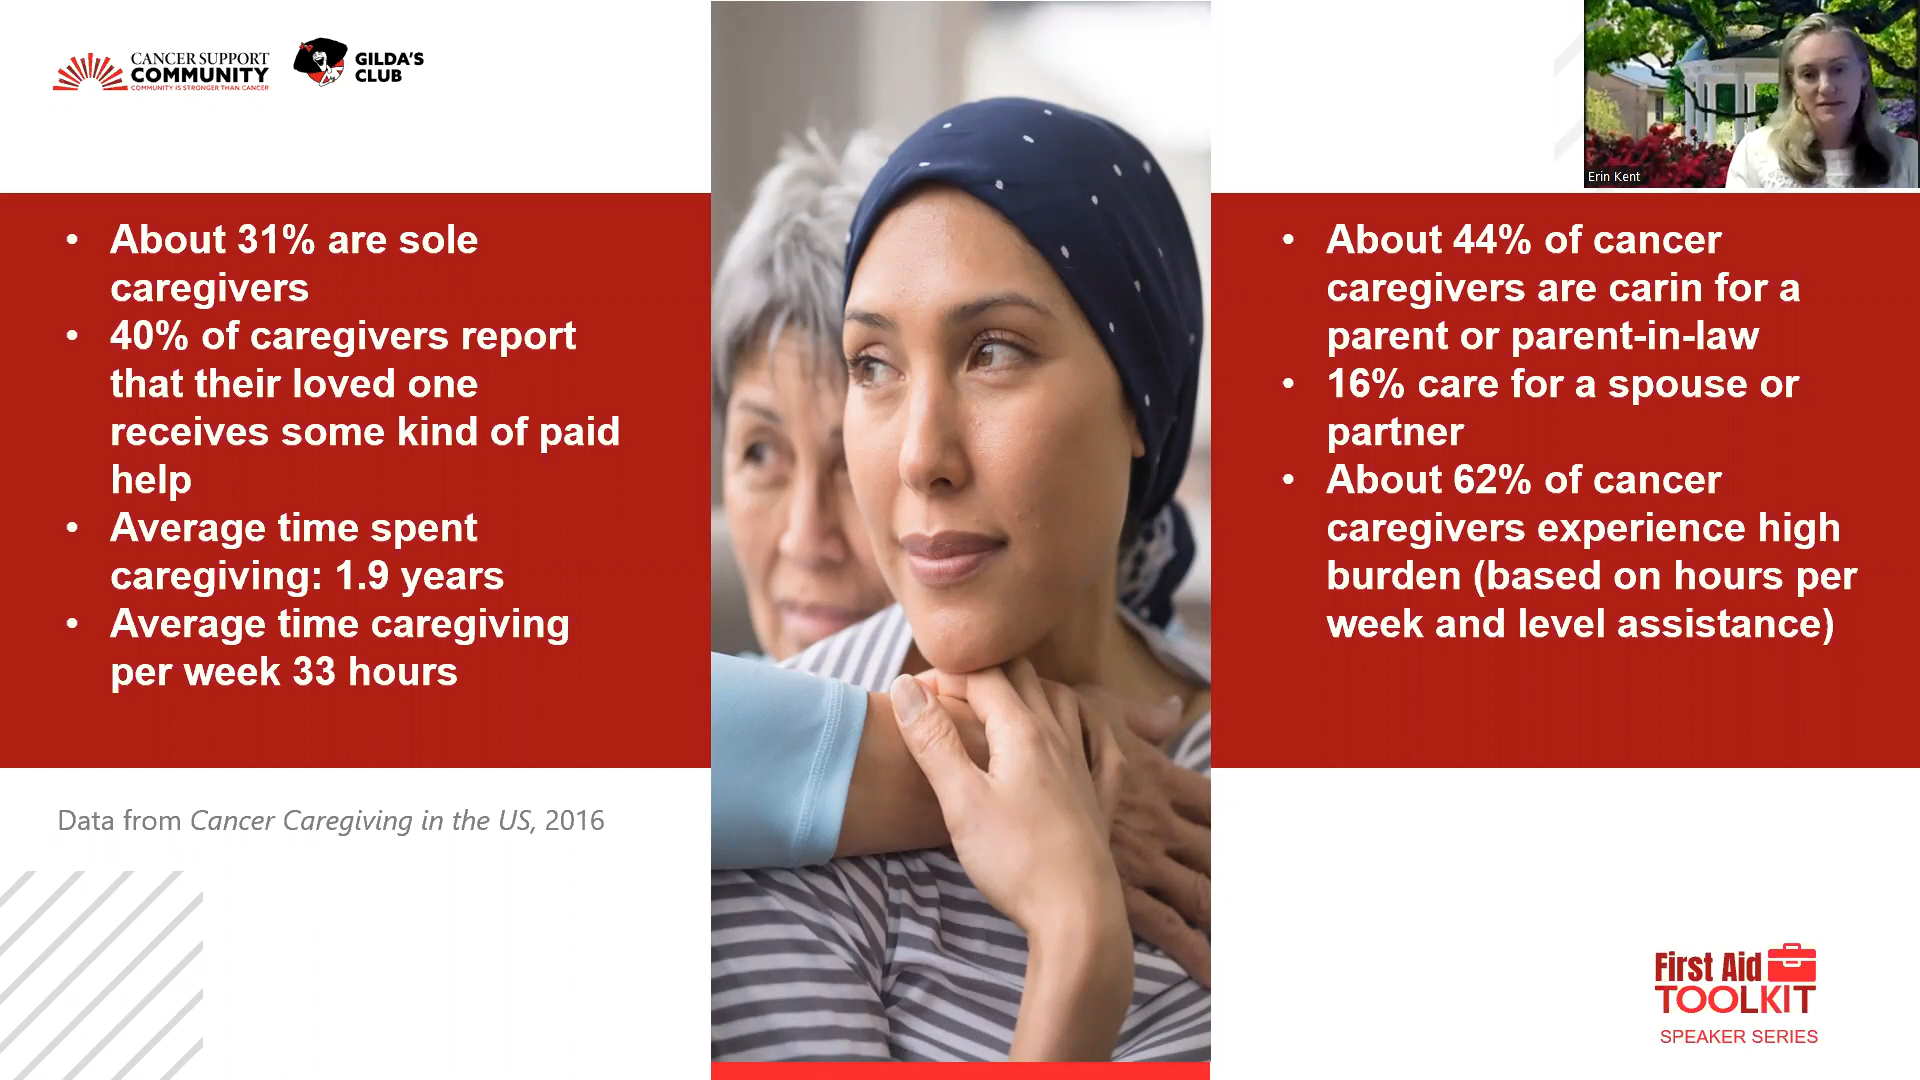 CANCER SUPPORT
COMMUNITY
COMMUNITY IS STRONGER THAN CANCER
GILDA'S
CLUB
Erin Kent
• About 31% are sole
caregivers
• 40% of caregivers report
that their loved one
receives some kind of paid
help
• Average time spent
caregiving: 1.9 years
• Average time caregiving
per week 33 hours
• About 44% of cancer
caregivers are carin for a
parent or parent-in-law
• 16% care for a spouse or
partner
• About 62% of cancer
caregivers experience high
burden (based on hours per
week and level assistance)
Data from Cancer Caregiving in the US, 2016
First Aid
TOOLKIT
SPEAKER SERIES